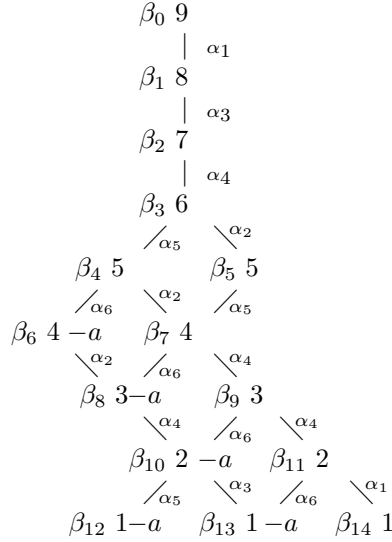 β₀ 9
α₁
β₁ 8
α₃
β₂ 7
α₄
β₃ 6
α₅ α₂
β₄ 5 β₅ 5
α₆ α₂ α₅
β₆ 4 −a β₇ 4
α₂ α₆ α₄
β₈ 3−a β₉ 3
α₄ α₆ α₄
β₁₀ 2 −a β₁₁ 2
α₅ α₃ α₆ α₁
β₁₂ 1−a β₁₃ 1 −a β₁₄ 1